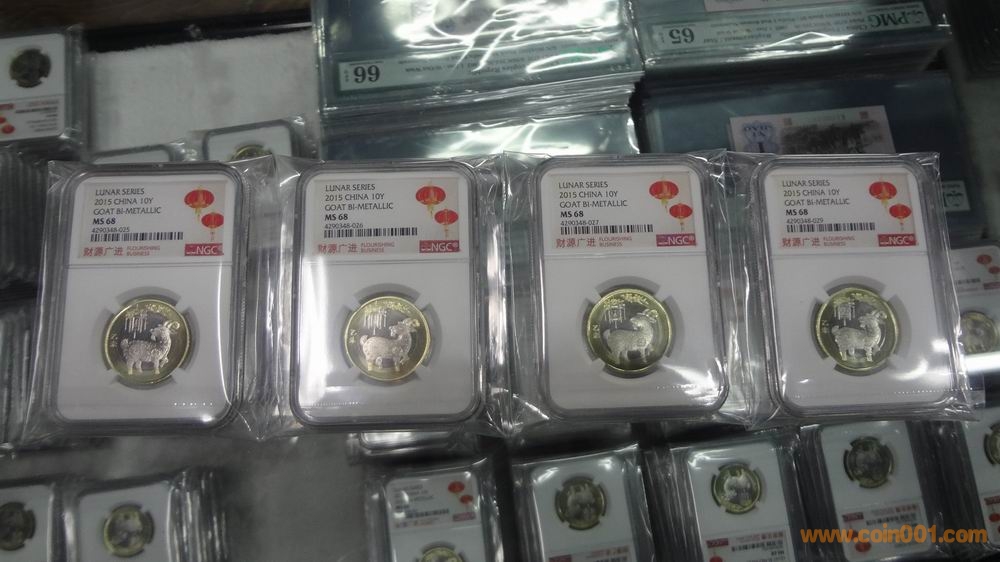 66
PMG
65
LUNAR SERIES
2015 CHINA 10Y
GOAT BI-METALLIC
MS 68
4290348-025
财源广进 FLOURISHING
BUSINESS
NGC
LUNAR SERIES
2015 CHINA 10Y
GOAT BI-METALLIC
MS 68
4290348-026
财源广进 FLOURISHING
BUSINESS
NGC
LUNAR SERIES
2015 CHINA 10Y
GOAT BI-METALLIC
MS 68
4290348-027
财源广进 FLOURISHING
BUSINESS
NGC
LUNAR SERIES
2015 CHINA 10Y
GOAT BI-METALLIC
MS 68
4290348-029
财源广进 FLOURISHING
BUSINESS
NGC
www.coin001.com